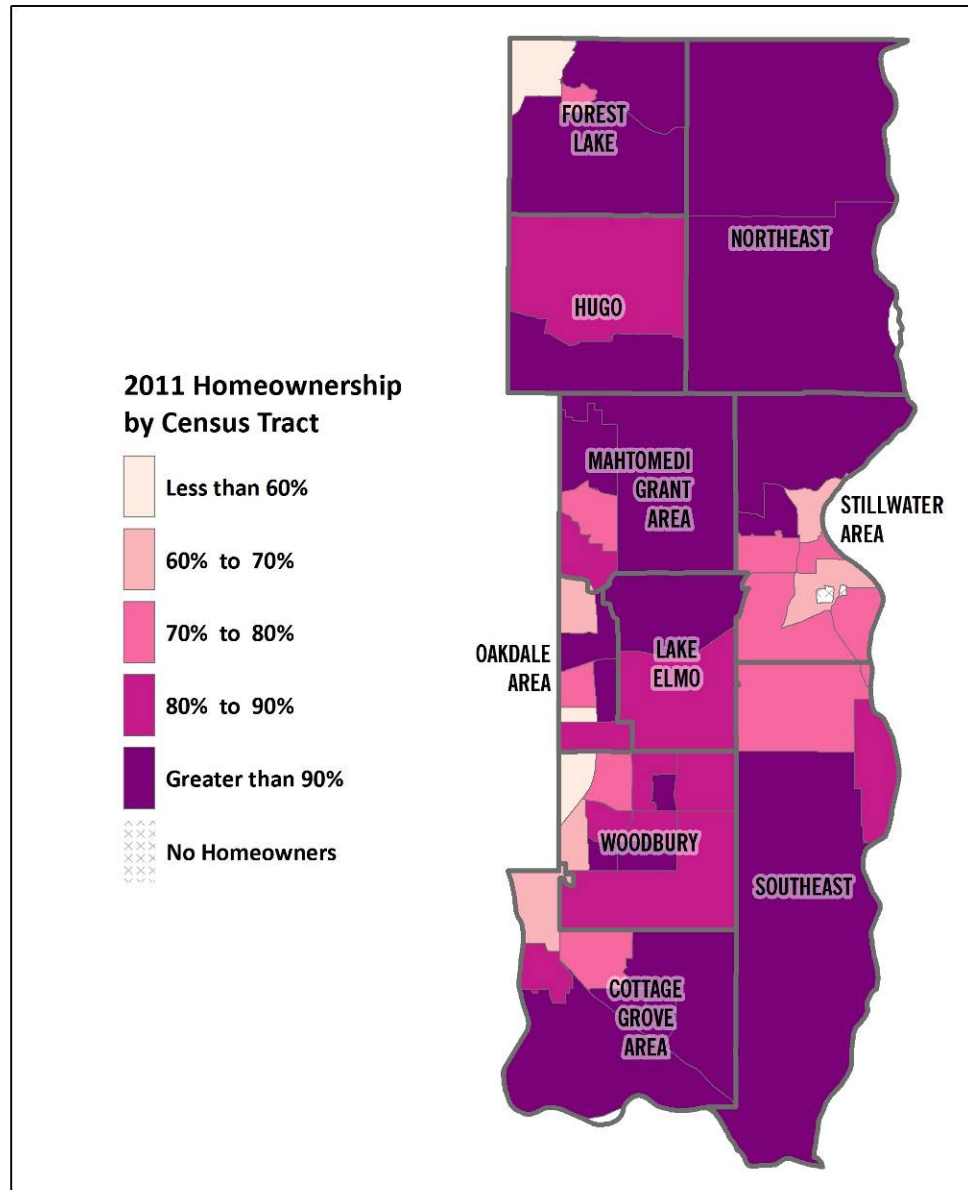 FOREST
LAKE
NORTHEAST
HUGO
2011 Homeownership
by Census Tract
Less than 60%
60% to 70%
70% to 80%
80% to 90%
Greater than 90%
No Homeowners
MAHTOMEDI
GRANT
AREA
STILLWATER
AREA
OAKDALE
AREA
LAKE
ELMO
WOODBURY
SOUTHEAST
COTTAGE
GROVE
AREA